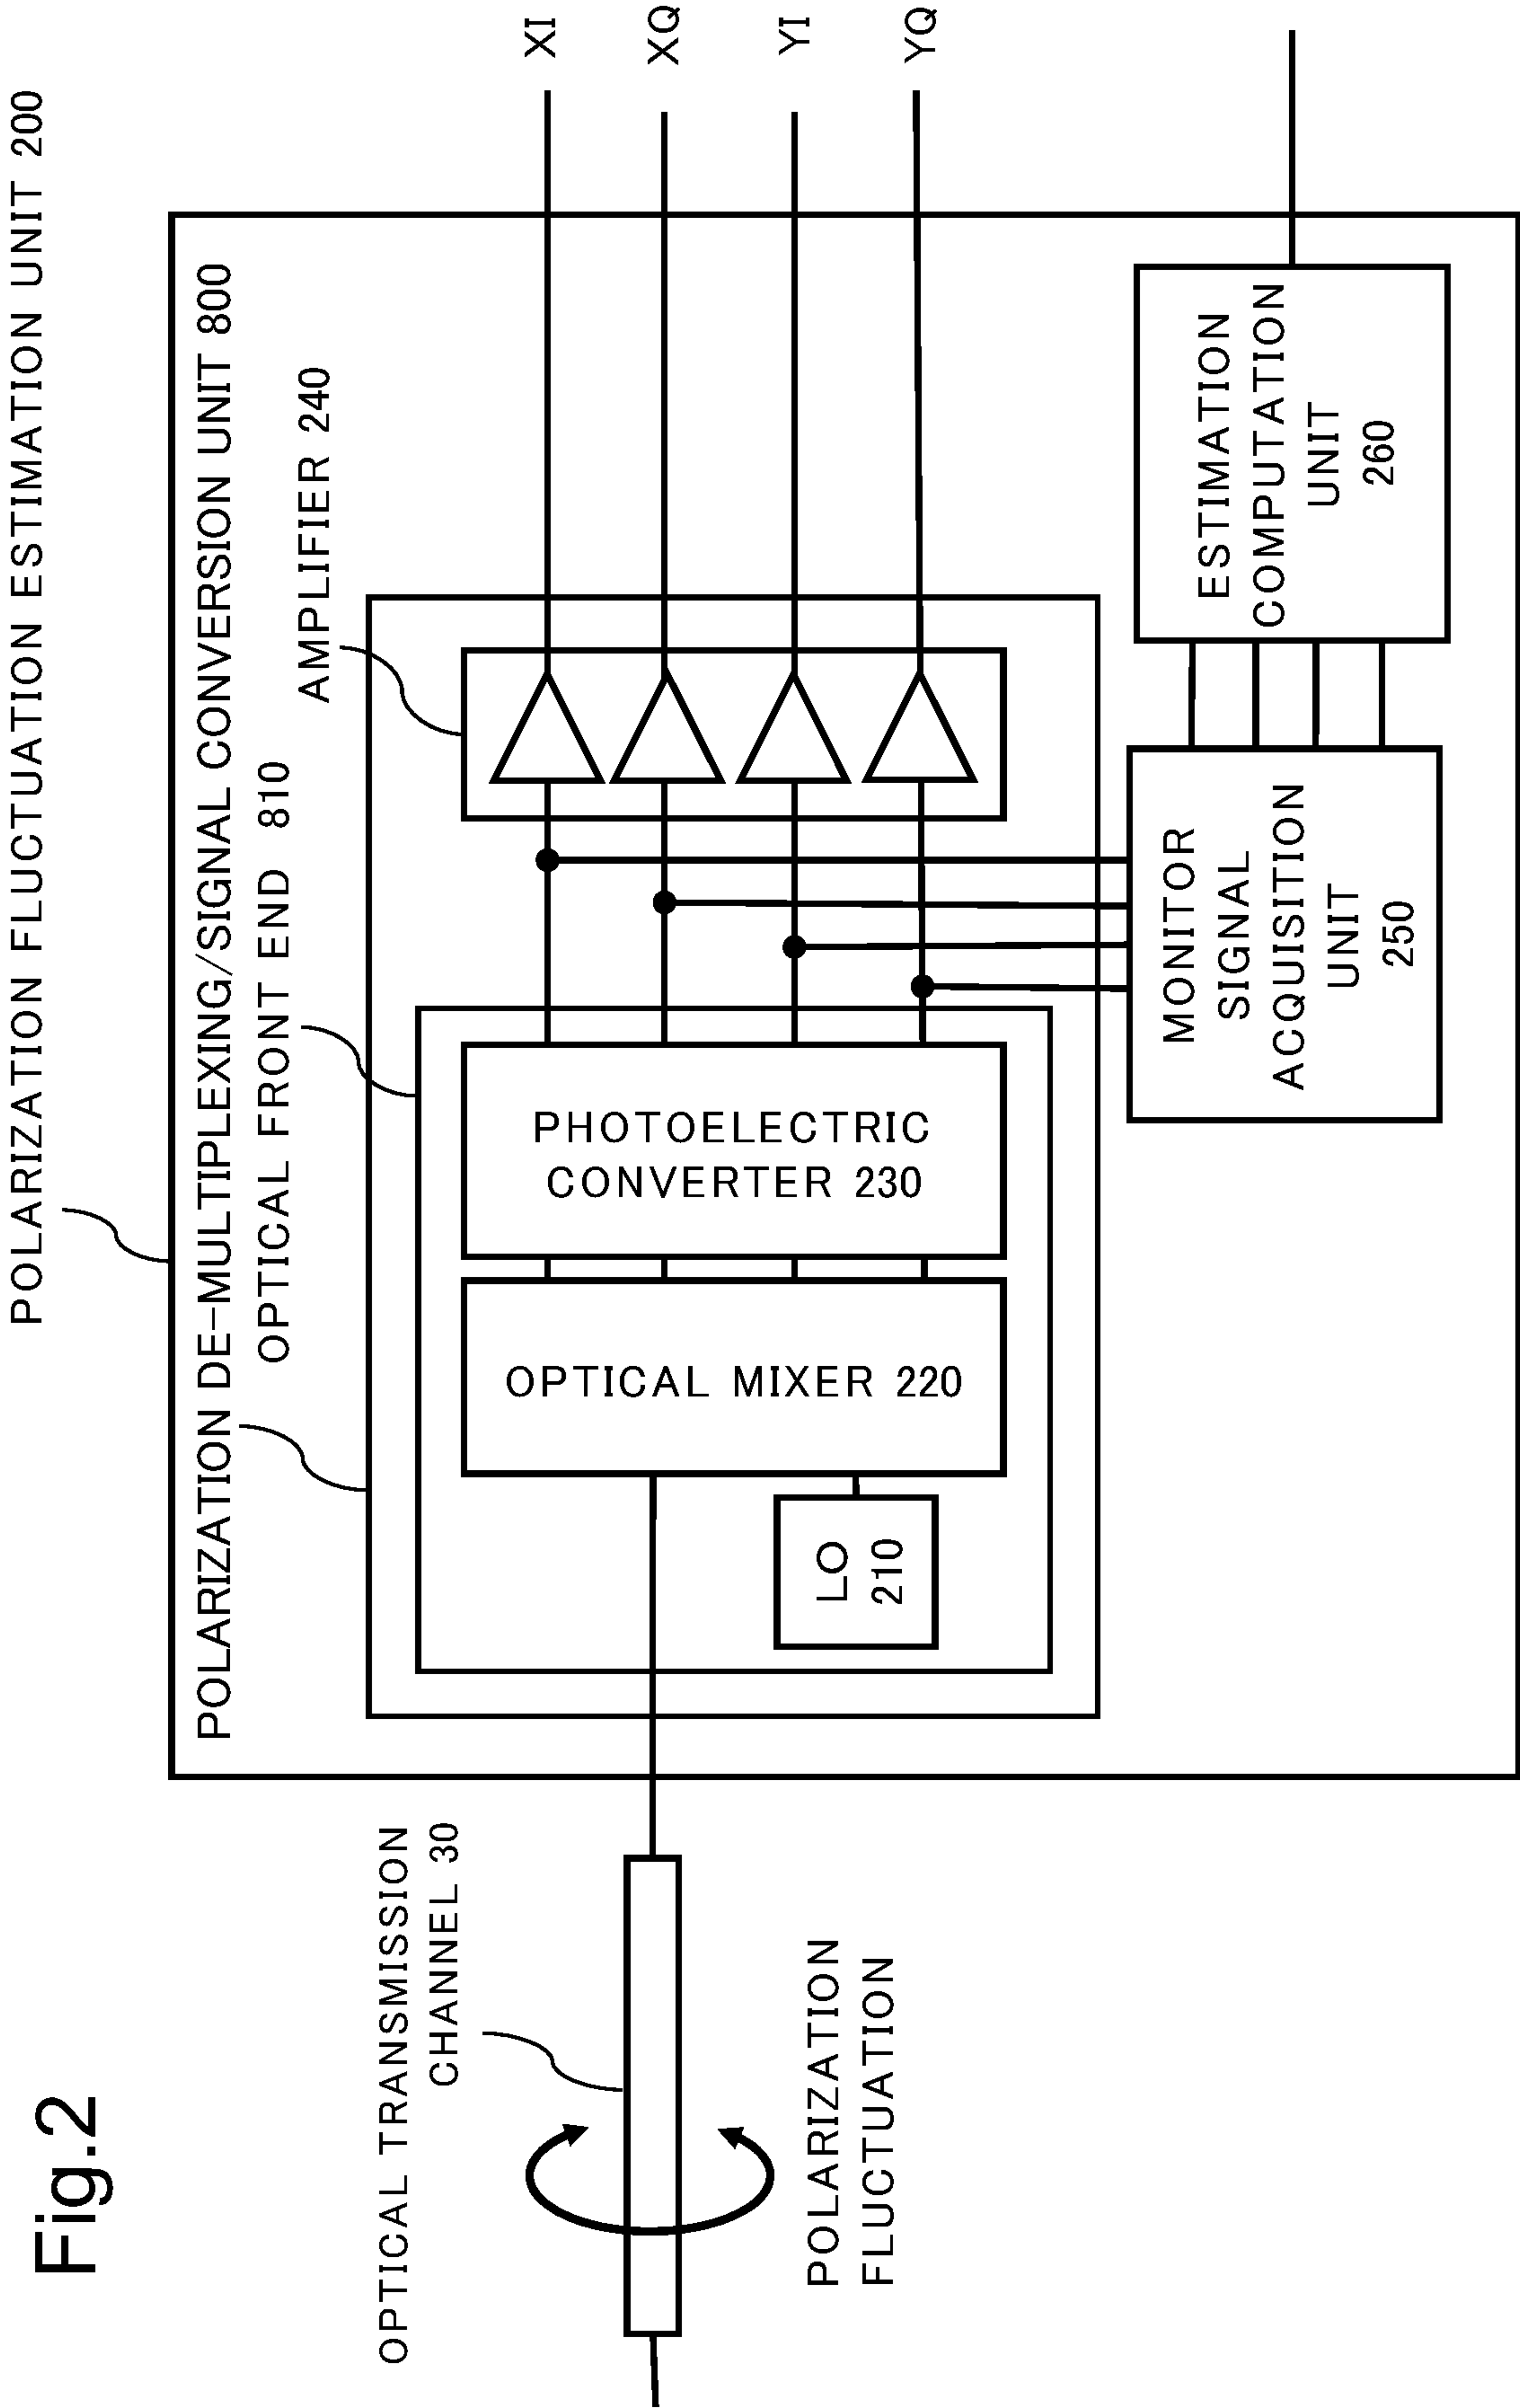 Fig.2
POLARIZATION FLUCTUATION ESTIMATION UNIT 200
POLARIZATION DE-MULTIPLEXING/SIGNAL CONVERSION UNIT 800
OPTICAL FRONT END 810
AMPLIFIER 240
OPTICAL TRANSMISSION
CHANNEL 30
POLARIZATION
FLUCTUATION
LO
210
OPTICAL MIXER 220
PHOTOELECTRIC
CONVERTER 230
XI
XQ
YI
YQ
MONITOR
SIGNAL
ACQUISITION
UNIT
250
ESTIMATION
COMPUTATION
UNIT
260